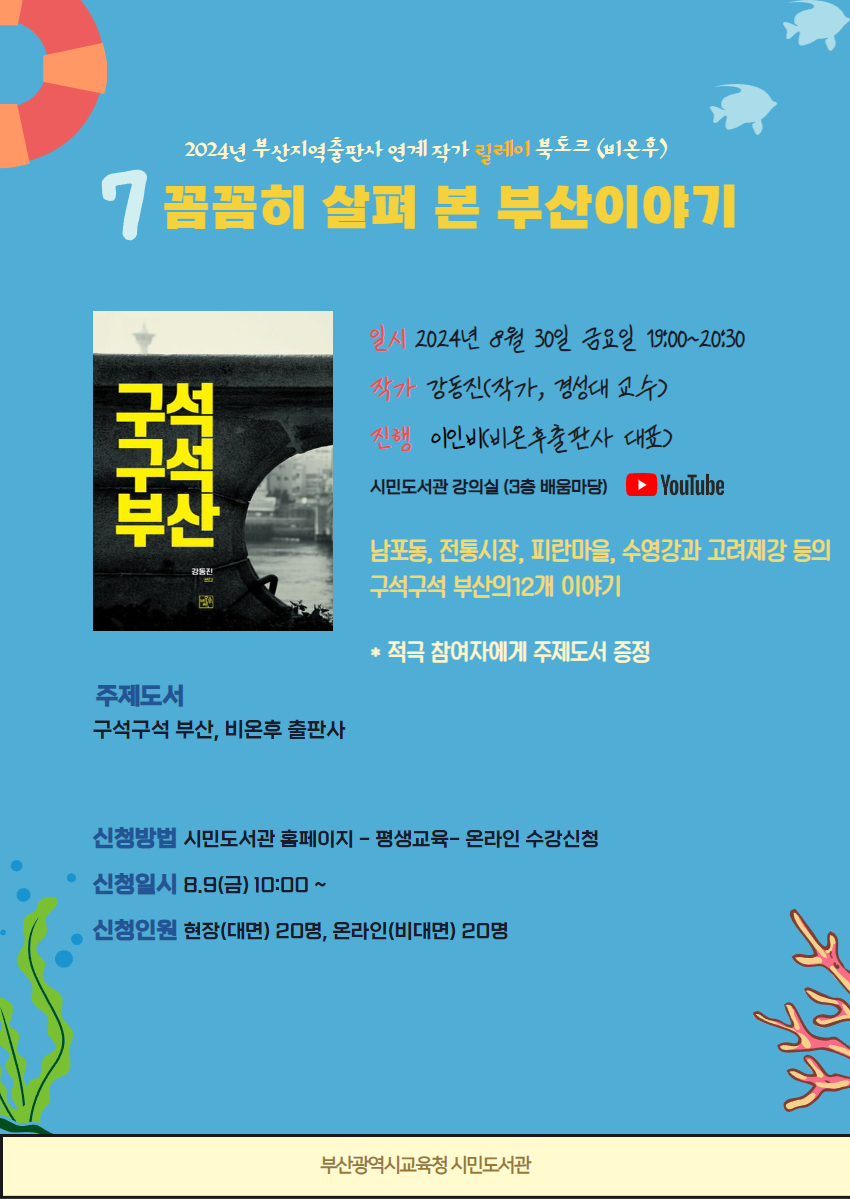 2024년 부산지역출판사 연계 작가 릴레이 북토크 (비온후)
7 꼼꼼히 살펴 본 부산이야기
구석
구석
부산
강동진
쓰다
일시 2024년 8월 30일 금요일 19:00~20:30
작가 강동진(작가, 경성대 교수)
진행 이인비(비온후출판사 대표)
시민도서관 강의실 (3층 배움마당) YouTube
남포동, 전통시장, 피란마을, 수영강과 고려제강 등의
구석구석 부산의12개 이야기
* 적극 참여자에게 주제도서 증정
주제도서
구석구석 부산, 비온후 출판사
신청방법 시민도서관 홈페이지 - 평생교육- 온라인 수강신청
신청일시 8.9(금) 10:00 ~
신청인원 현장(대면) 20명, 온라인(비대면) 20명
부산광역시교육청 시민도서관